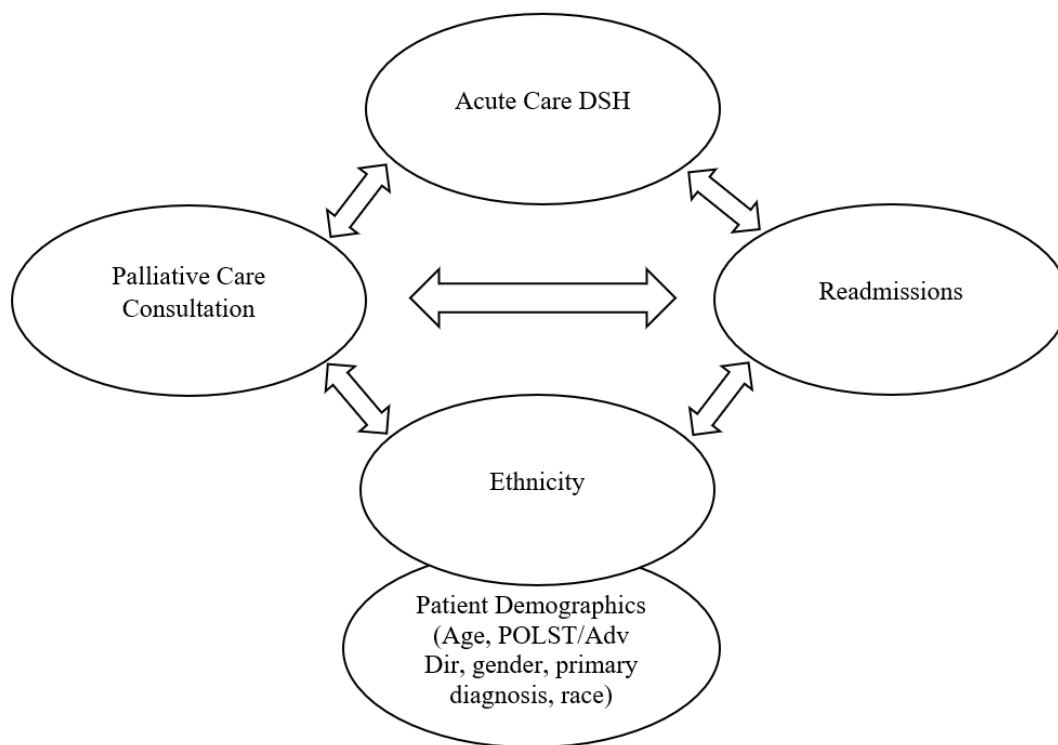 Acute Care DSH
Palliative Care
Consultation
Readmissions
Ethnicity
Patient Demographics
(Age, POLST/Adv
Dir, gender, primary
diagnosis, race)